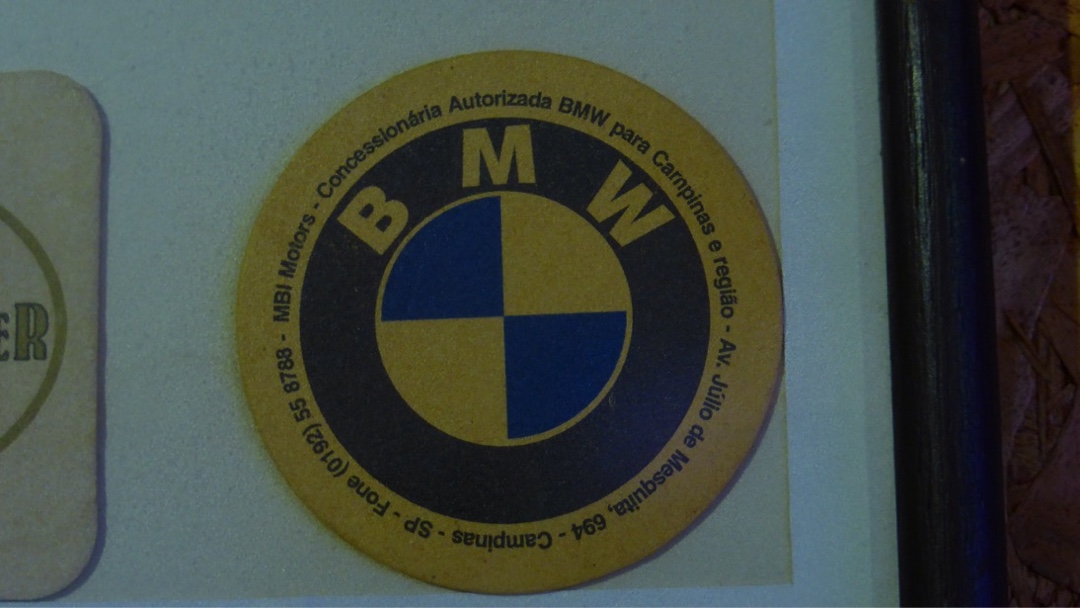 MBI Motors - Concessionária Autorizada BMW para Campinas e região - Av. Júlio de Mesquita, 694 - Campinas - SP - Fone (0192) 55 8788 -
BMW